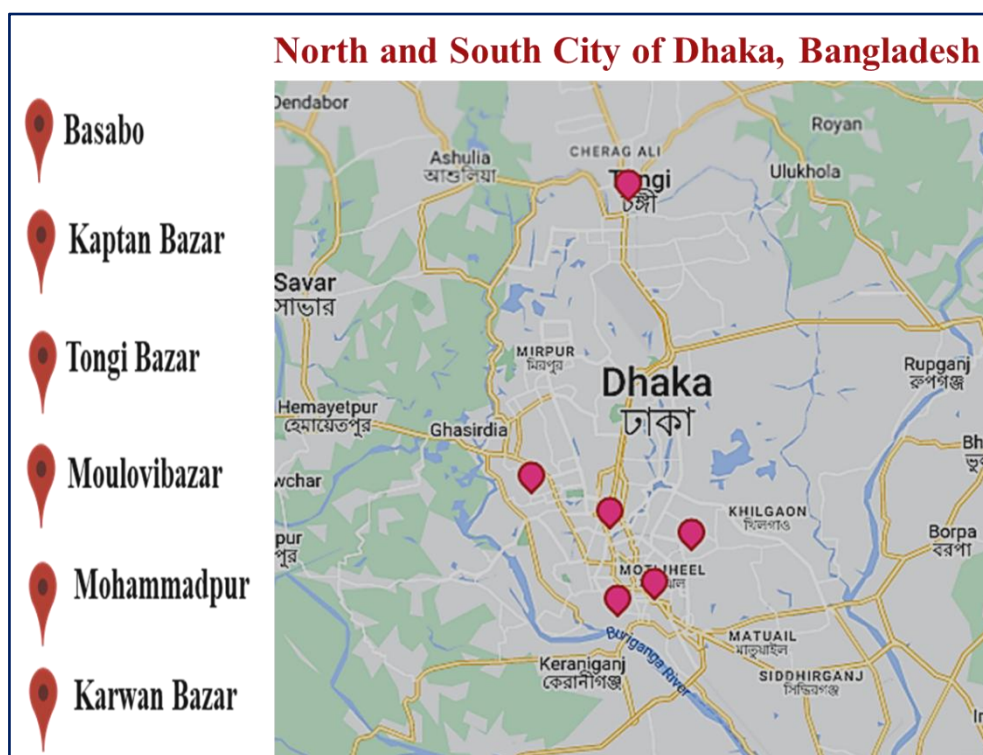 North and South City of Dhaka, Bangladesh
Basabo
Kaptan Bazar
Tongi Bazar
Moulovibazar
Mohammadpur
Karwan Bazar
Dendabor
Royan
CHERAG ALI
Ashulia
আশুলিয়া
Ulukhola
টঙ্গী
Savar
সাভার
MIRPUR
মিরপুর
Rupganj
রূপগঞ্জ
Dhaka
ঢাকা
Hemayetpur
হেমায়েতপুর
Ghasirdia
wchar
KHILGAON
খিলগাও
Borpa
বরপা
pur
পুর
Buriganga River
MATUAIL
মাতুয়াইল
Keraniganj
কেরানীগঞ্জ
SIDDHIRGANJ
সিদ্ধিরগঞ্জ